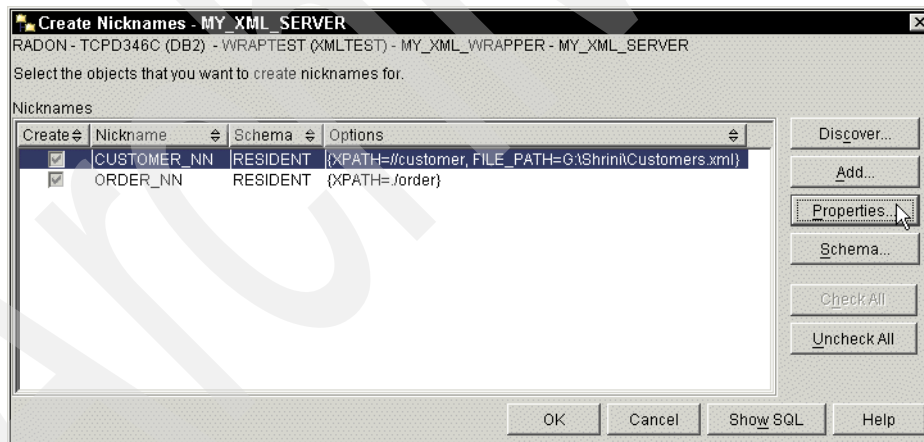 Create Nicknames - MY_XML_SERVER
RADON - TCPD346C (DB2) - WRAPTEST (XMLTEST) - MY_XML_WRAPPER - MY_XML_SERVER
Select the objects that you want to create nicknames for.
Nicknames
Create Nickname Schema Options
CUSTOMER_NN RESIDENT {XPATH=//customer, FILE_PATH=G:\Shrini\Customers.xml}
ORDER_NN RESIDENT {XPATH=./order}
Discover...
Add...
Properties...
Schema...
Check All
Uncheck All
OK Cancel Show SQL Help